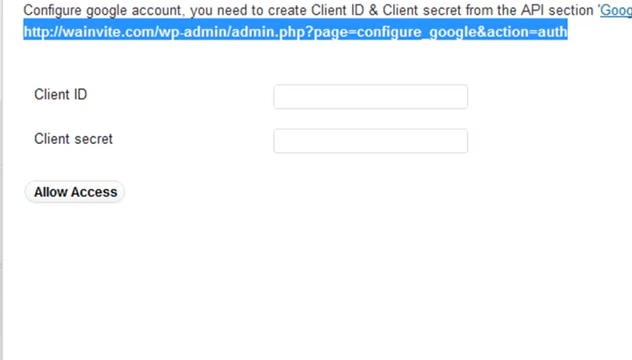 Configure google account, you need to create Client ID & Client secret from the API section 'Goog
http://wainvite.com/wp-admin/admin.php?page=configure_google&action=auth
Client ID
Client secret
Allow Access